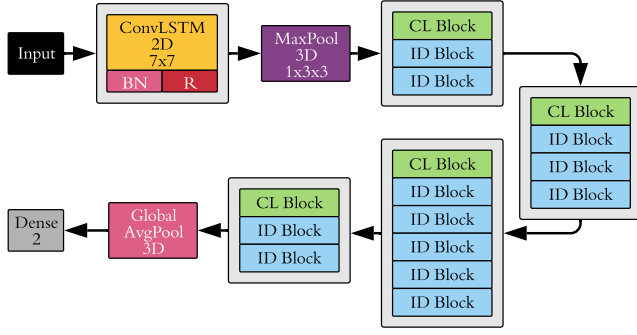 Input
ConvLSTM
2D
7x7
BN
R
MaxPool
3D
1x3x3
CL Block
ID Block
ID Block
CL Block
ID Block
ID Block
ID Block
CL Block
ID Block
ID Block
ID Block
ID Block
ID Block
CL Block
ID Block
ID Block
Global
AvgPool
3D
Dense
2